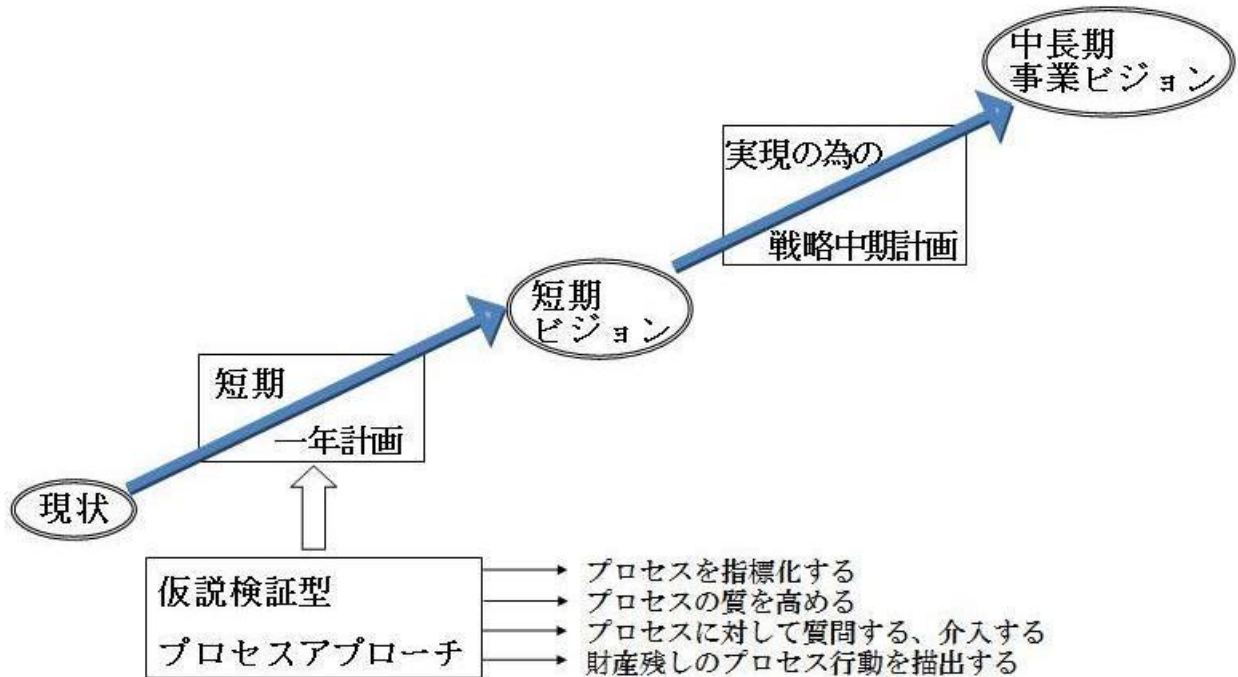 中長期
事業ビジョン
実現の為の
戦略中期計画
短期
ビジョン
短期
一年計画
現状
仮説検証型
プロセスアプローチ
プロセスを指標化する
プロセスの質を高める
プロセスに対して質問する、介入する
財産残しのプロセス行動を描出する